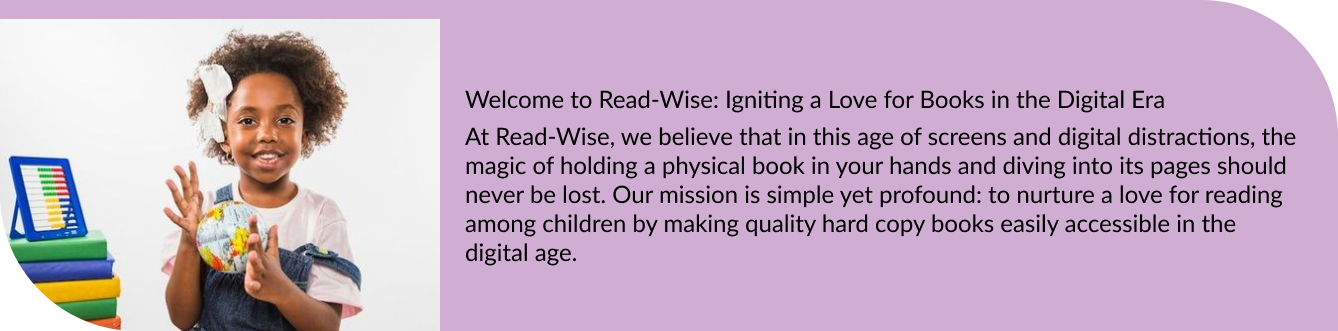 Welcome to Read-Wise: Igniting a Love for Books in the Digital Era
At Read-Wise, we believe that in this age of screens and digital distractions, the
magic of holding a physical book in your hands and diving into its pages should
never be lost. Our mission is simple yet profound: to nurture a love for reading
among children by making quality hard copy books easily accessible in the
digital age.